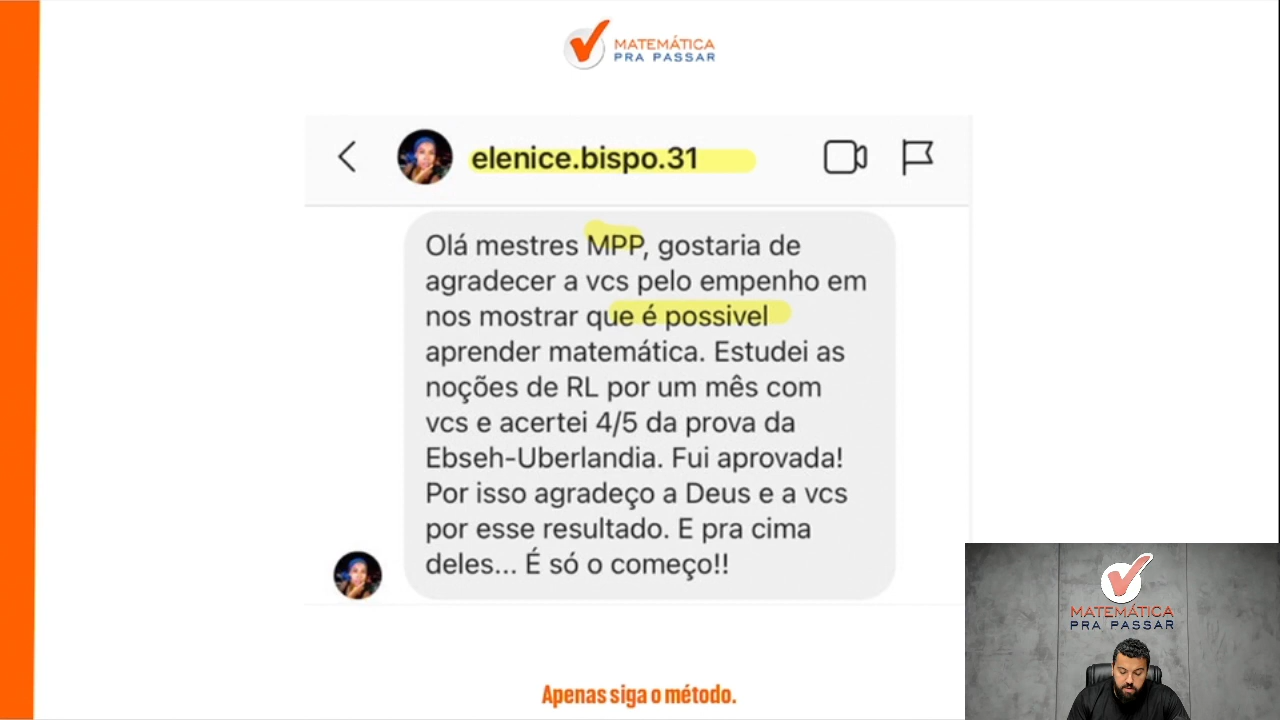 MATEMÁTICA
PRA PASSAR
elenice.bispo.31
Olá mestres MPP, gostaria de
agradecer a vcs pelo empenho em
nos mostrar que é possivel
aprender matemática. Estudei as
noções de RL por um mês com
vcs e acertei 4/5 da prova da
Ebseh-Uberlandia. Fui aprovada!
Por isso agradeço a Deus e a vcs
por esse resultado. E pra cima
deles... É só o começo!!
MATEMÁTICA
PRA PASSAR
Apenas siga o método.